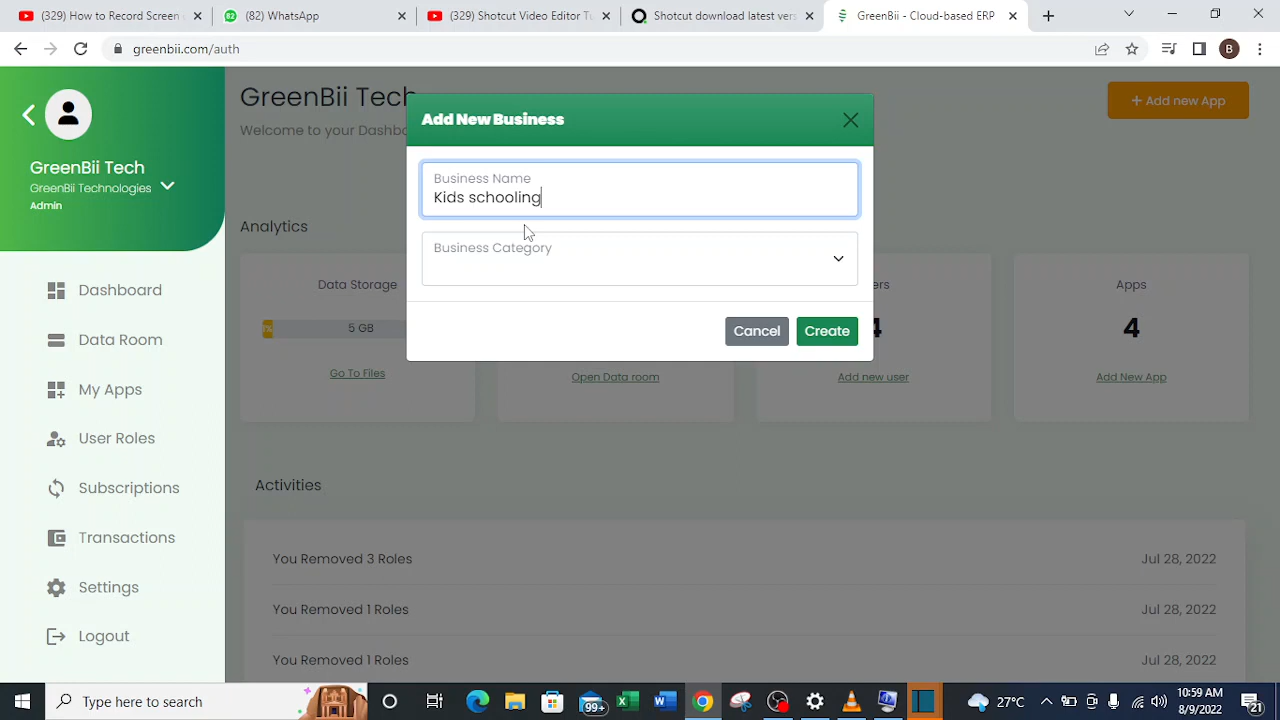 (329) How to Record Screen
(82) WhatsApp
(329) Shotcut Video Editor Tu
Shotcut download latest vers
GreenBii - Cloud-based ERP
greenbii.com/auth
B
GreenBii Tech
GreenBii Technologies
Admin
Dashboard
Data Room
My Apps
User Roles
Subscriptions
Transactions
Settings
Logout
GreenBii Tech
Welcome to your Dashbo
+ Add new App
Add New Business
Business Name
Kids schooling
Business Category
Cancel
Create
Analytics
Data Storage
5 GB
Go To Files
Open Data room
ers
4
Add new user
Apps
4
Add New App
Activities
You Removed 3 Roles
Jul 28, 2022
You Removed 1 Roles
Jul 28, 2022
You Removed 1 Roles
Jul 28, 2022
Type here to search
99+
27°C
10:59 AM
8/9/2022
21